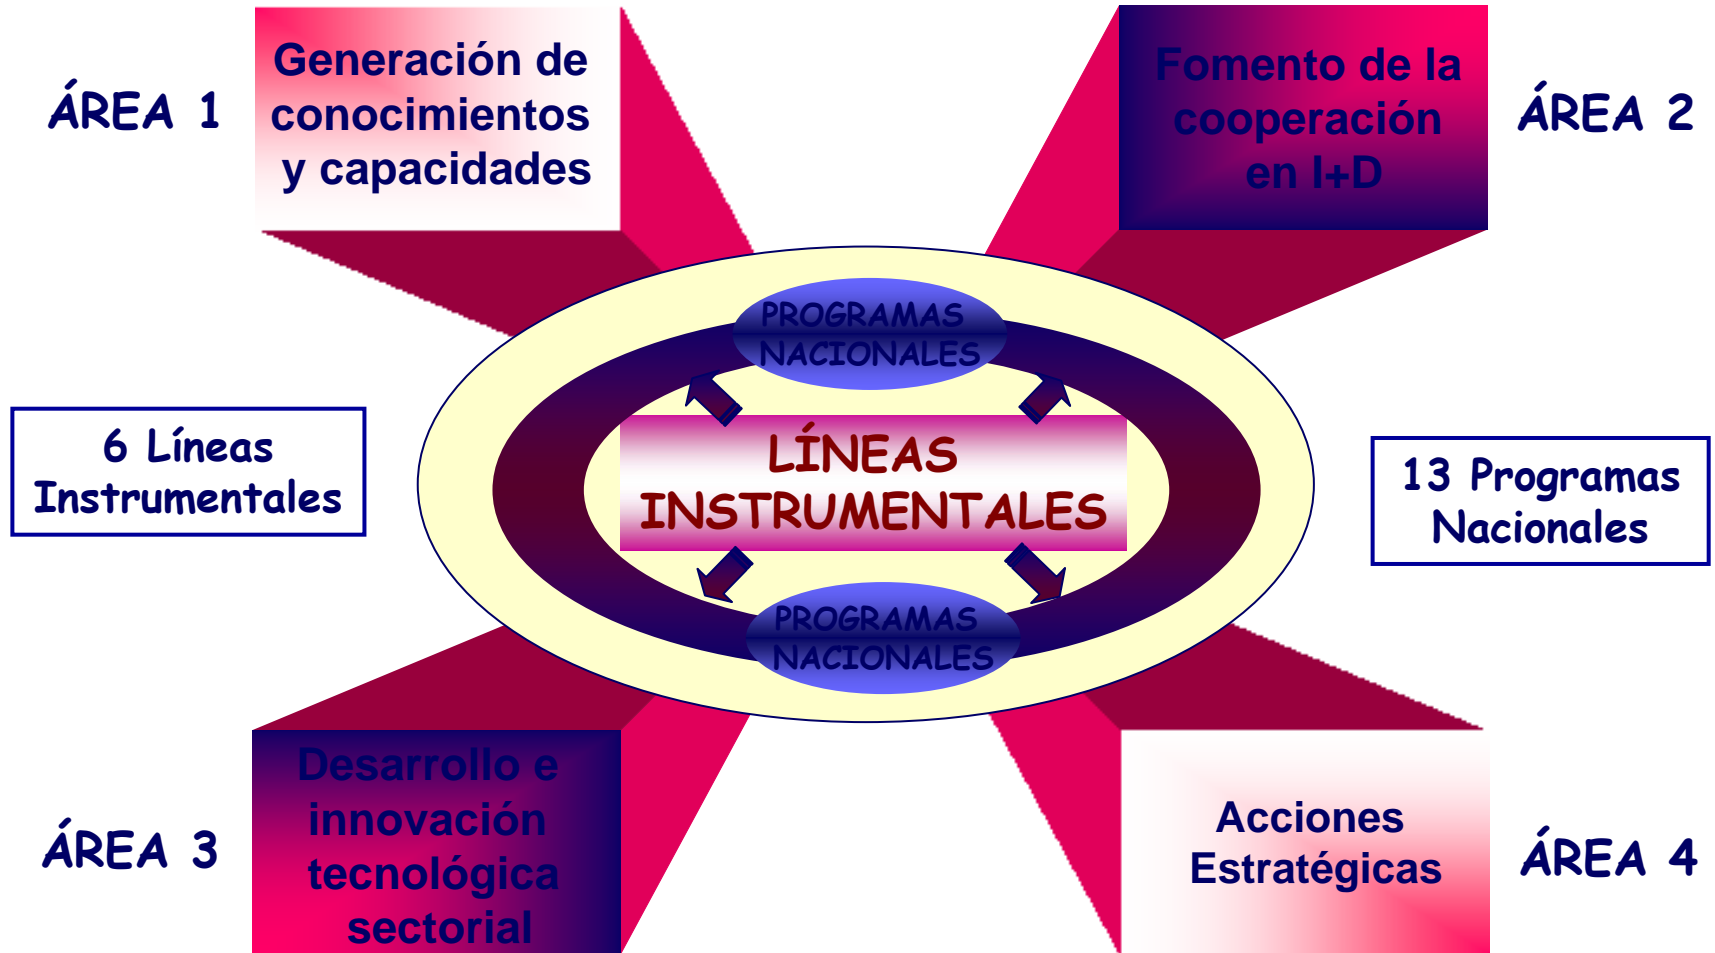 ÁREA 1
Generación de
conocimientos
y capacidades
Fomento de la
cooperación
en I+D
ÁREA 2
PROGRAMAS
NACIONALES
6 Líneas
Instrumentales
LÍNEAS
INSTRUMENTALES
13 Programas
Nacionales
PROGRAMAS
NACIONALES
ÁREA 3
Desarrollo e
innovación
tecnológica
sectorial
Acciones
Estratégicas
ÁREA 4